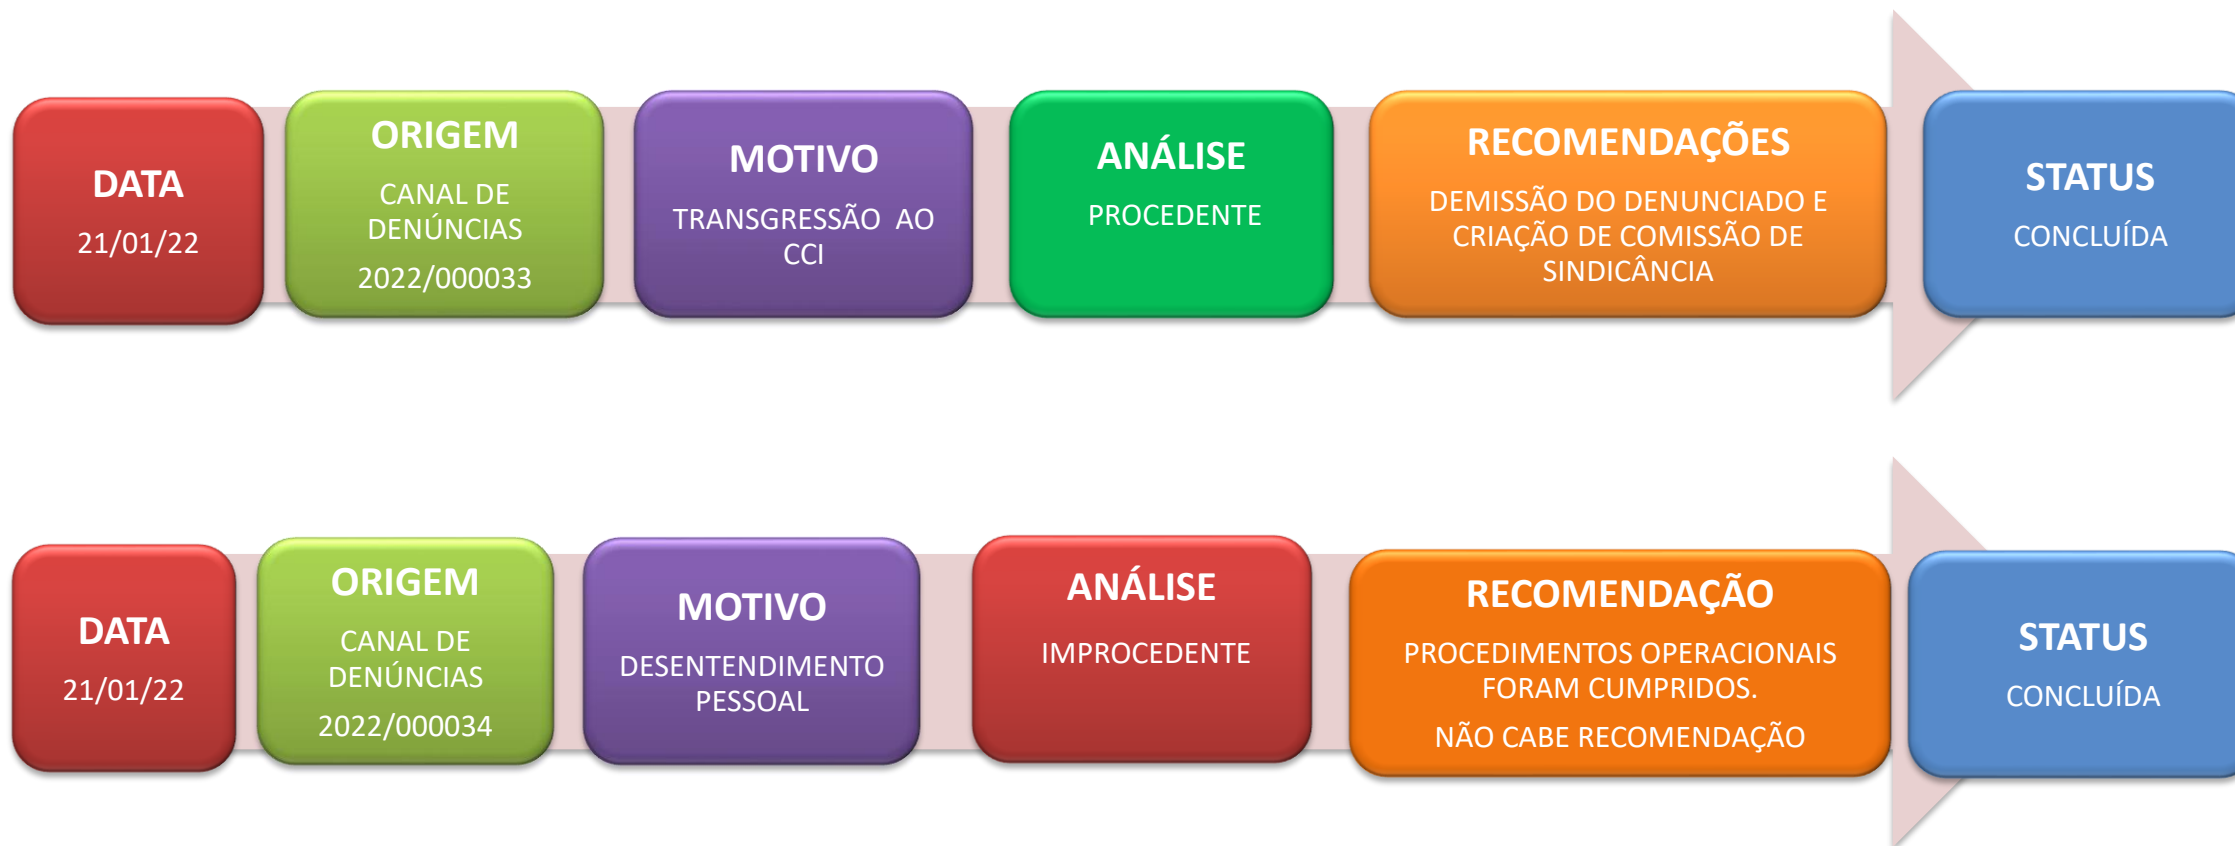 DATA
21/01/22
ORIGEM
CANAL DE
DENÚNCIAS
2022/000033
MOTIVO
TRANSGRESSÃO AO
CCI
ANÁLISE
PROCEDENTE
RECOMENDAÇÕES
DEMISSÃO DO DENUNCIADO E
CRIAÇÃO DE COMISSÃO DE
SINDICÂNCIA
STATUS
CONCLUÍDA
DATA
21/01/22
ORIGEM
CANAL DE
DENÚNCIAS
2022/000034
MOTIVO
DESENTENDIMENTO
PESSOAL
ANÁLISE
IMPROCEDENTE
RECOMENDAÇÃO
PROCEDIMENTOS OPERACIONAIS
FORAM CUMPRIDOS.
NÃO CABE RECOMENDAÇÃO
STATUS
CONCLUÍDA